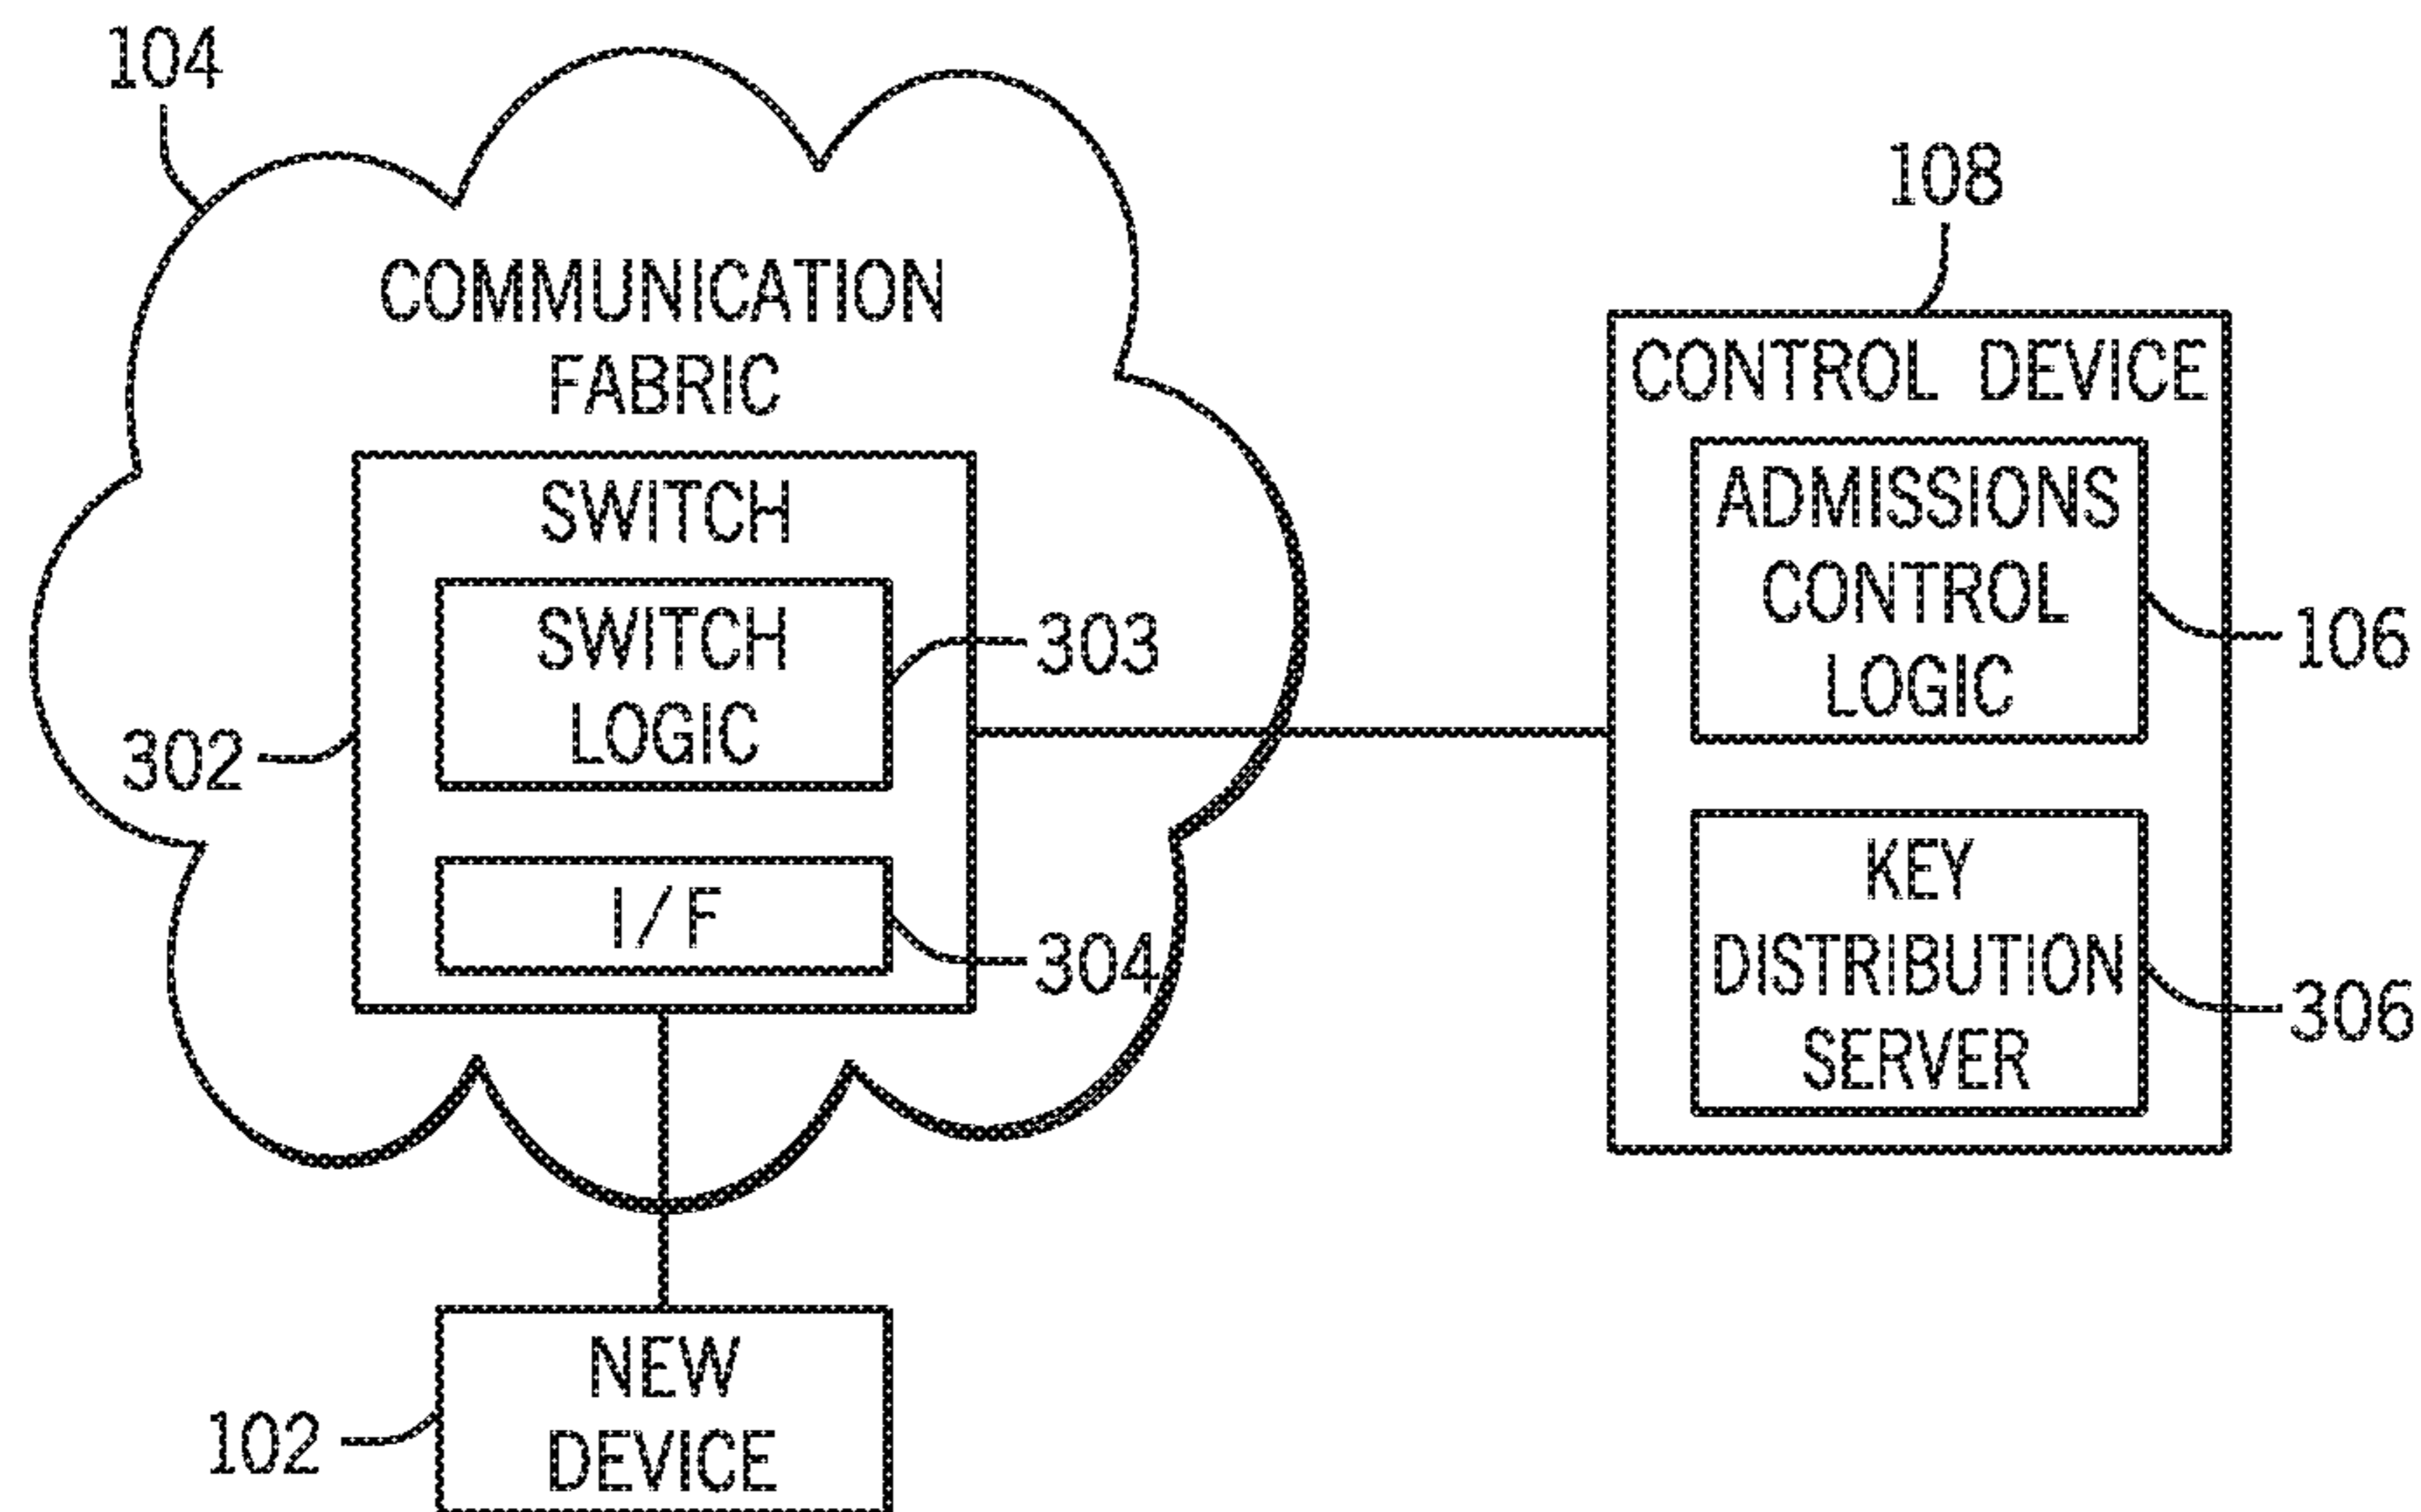 104
COMMUNICATION
FABRIC
SWITCH
SWITCH
LOGIC
303
302
I/F
304
NEW
DEVICE
102
108
CONTROL DEVICE
ADMISSIONS
CONTROL
LOGIC
106
KEY
DISTRIBUTION
SERVER
306